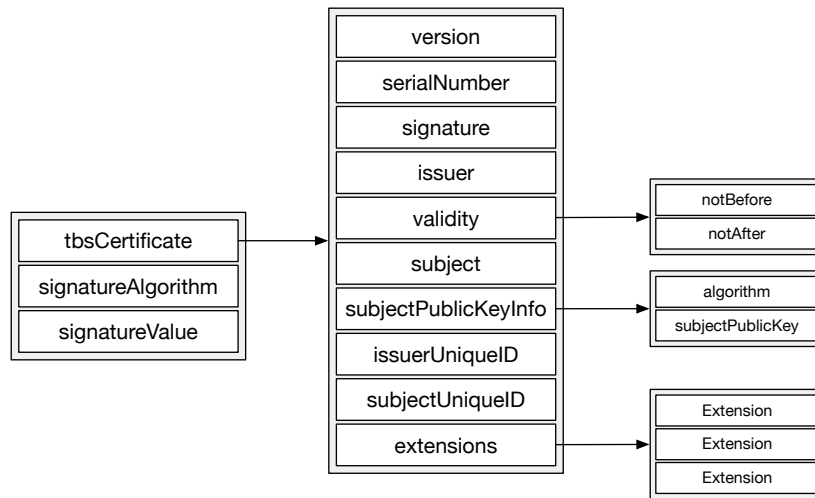 tbsCertificate
signatureAlgorithm
signatureValue
version
serialNumber
signature
issuer
validity
subject
subjectPublicKeyInfo
issuerUniqueID
subjectUniqueID
extensions
notBefore
notAfter
algorithm
subjectPublicKey
Extension
Extension
Extension